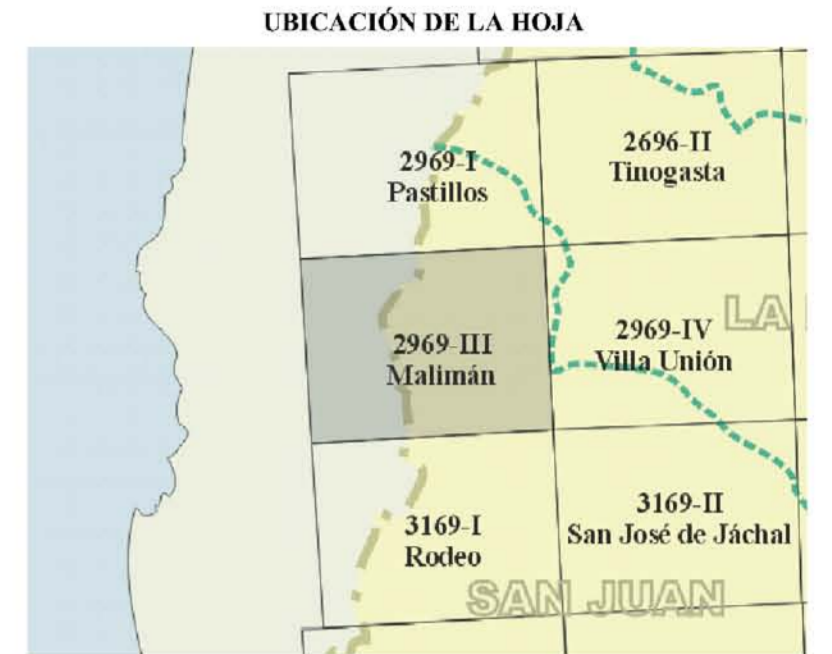 UBICACIÓN DE LA HOJA
2969-I
Pastillos
2696-II
Tinogasta
2969-III
Malimán
2969-IV
Villa Unión
LA
3169-I
Rodeo
3169-II
San José de Jáchal
SAN JUAN